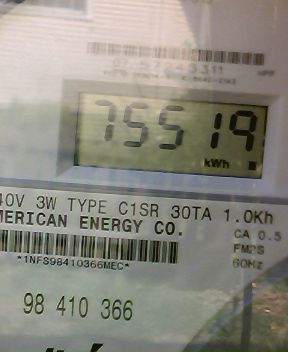 75519
kWh
40V 3W TYPE C1SR 30TA 1.0Kh
MERICAN ENERGY CO.
CA 0.5
FM2S
60Hz
*1NFS98410366MEC*
98 410 366